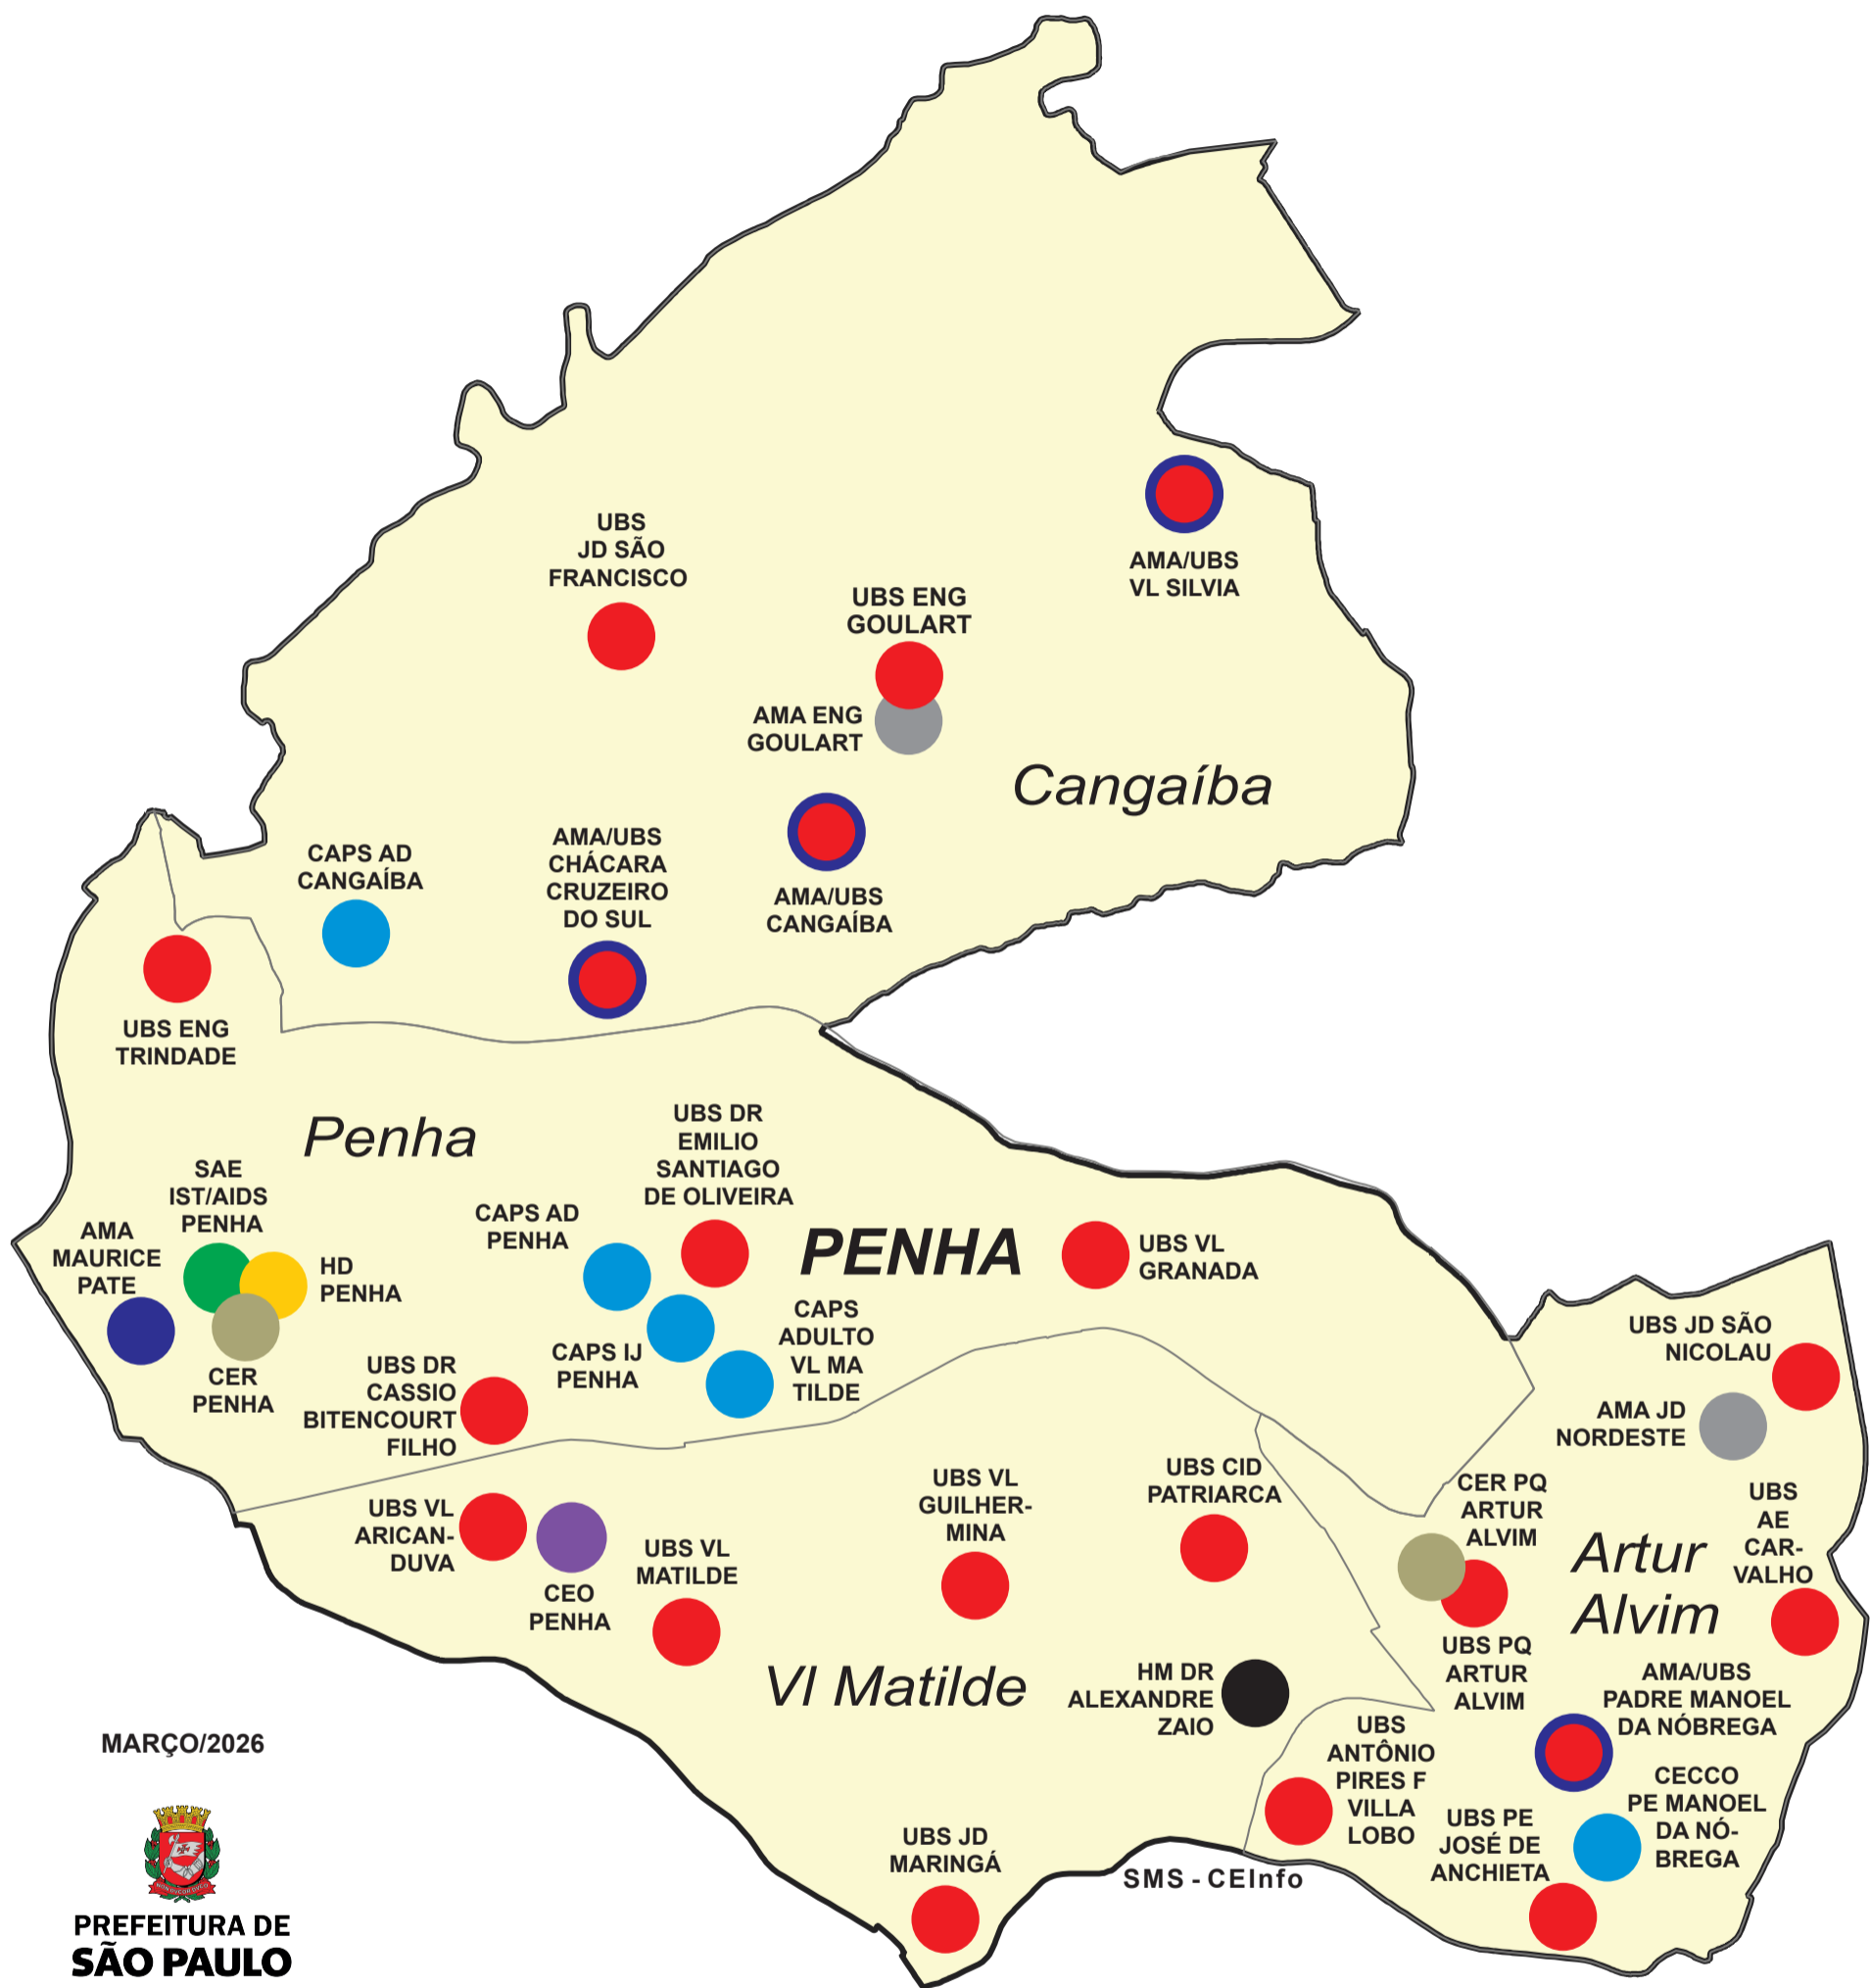 UBS
JD SÃO
FRANCISCO
AMA/UBS
VL SILVIA
UBS ENG
GOULART
AMA ENG
GOULART
Cangaíba
CAPS AD
CANGAÍBA
AMA/UBS
CHÁCARA
CRUZEIRO
DO SUL
AMA/UBS
CANGAÍBA
UBS ENG
TRINDADE
Penha
UBS DR
EMILIO
SANTIAGO
DE OLIVEIRA
SAE
IST/AIDS
PENHA
AMA
MAURICE
PATE
HD
PENHA
CER
PENHA
CAPS AD
PENHA
PENHA
UBS VL
GRANADA
CAPS IJ
PENHA
CAPS
ADULTO
VL MA
TILDE
UBS DR
CASSIO
BITENCOURT
FILHO
UBS JD SÃO
NICOLAU
AMA JD
NORDESTE
UBS VL
ARICAN-
DUVA
CEO
PENHA
UBS VL
MATILDE
UBS VL
GUILHER-
MINA
UBS CID
PATRIARCA
CER PQ
ARTUR
ALVIM
UBS
AE
CAR-
VALHO
Artur
Alvim
UBS PQ
ARTUR
ALVIM
Vl Matilde
HM DR
ALEXANDRE
ZAIO
AMA/UBS
PADRE MANOEL
DA NÓBREGA
UBS
ANTÔNIO
PIRES F
VILLA
LOBO
CECCO
PE MANOEL
DA NÓ-
BREGA
UBS PE
JOSÉ DE
ANCHIETA
UBS JD
MARINGÁ
SMS - CEInfo
MARÇO/2026
NON DUCOR DUCO
PREFEITURA DE
SÃO PAULO